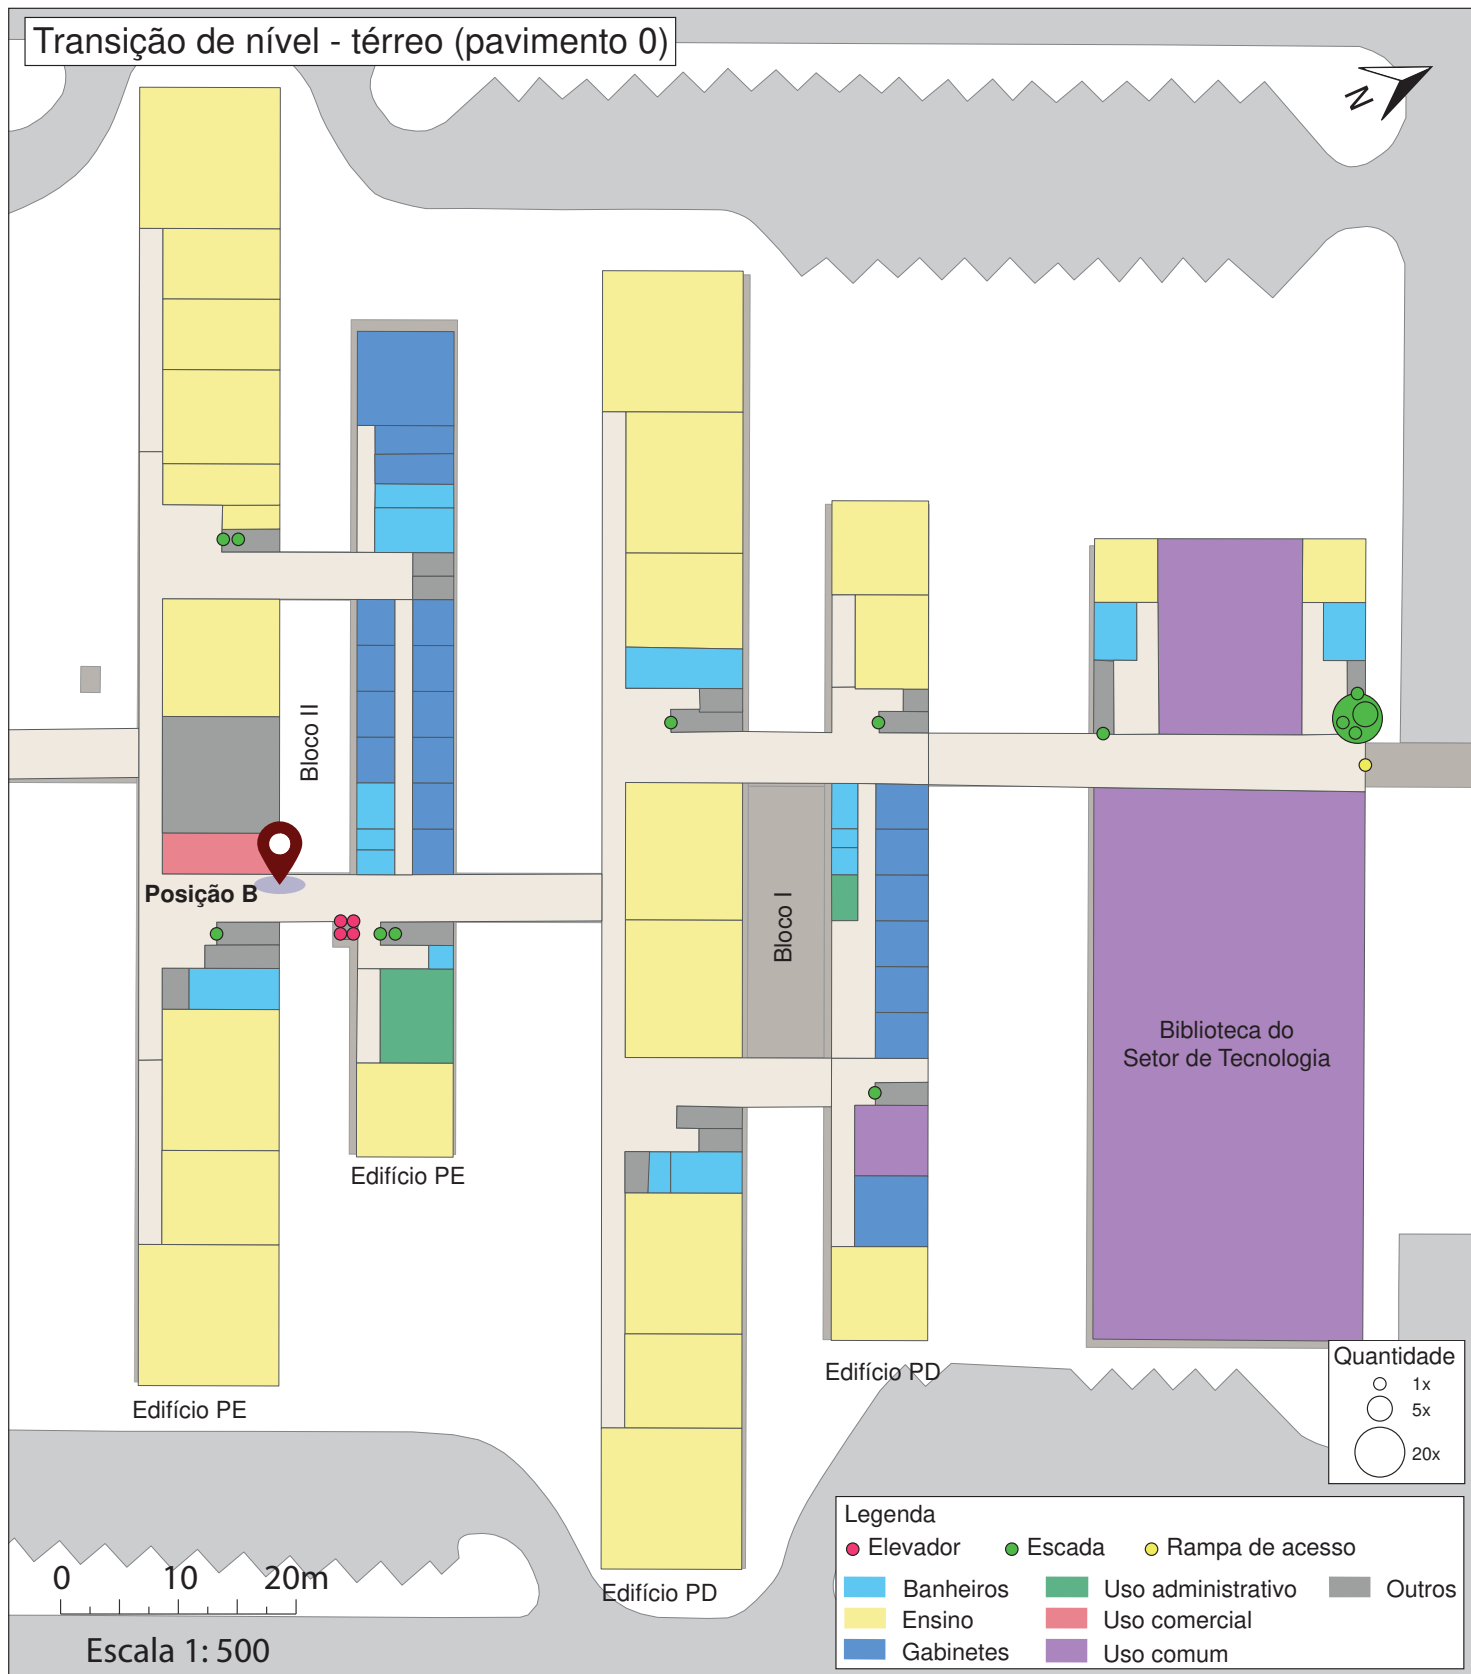 Transição de nível - térreo (pavimento 0)
N
Bloco II
Posição B
Bloco I
Biblioteca do
Setor de Tecnologia
Edifício PE
Edifício PD
Edifício PE
Edifício PD
Quantidade
1x
5x
20x
Legenda
Elevador Escada Rampa de acesso
Banheiros Uso administrativo Outros
Ensino Uso comercial
Gabinetes Uso comum
0 10 20m
Escala 1: 500